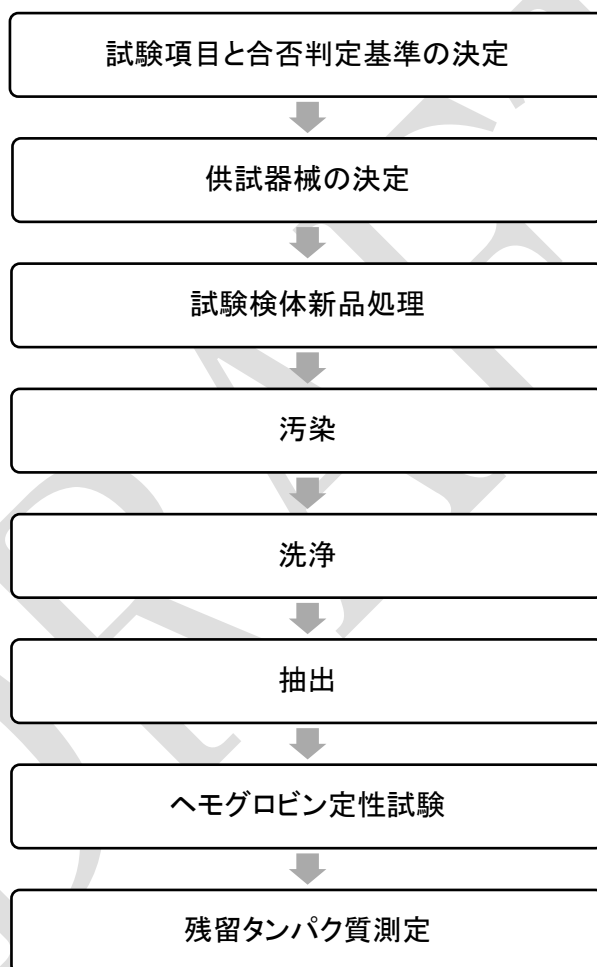 試験項目と合否判定基準の決定
供試器械の決定
試験検体新品処理
汚染
洗浄
抽出
ヘモグロビン定性試験
残留タンパク質測定